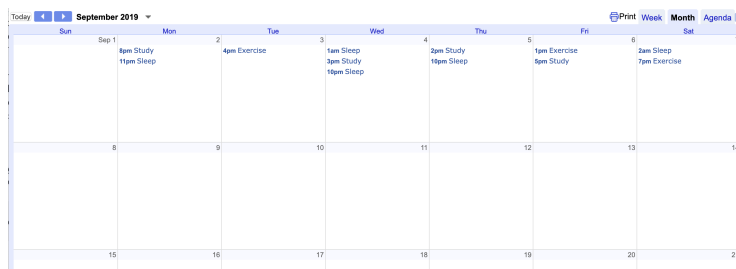 Today September 2019 Print Week Month Agenda
Sun Mon Tue Wed Thu Fri Sat
Sep 1 2 3 4 5 6
8pm Study 4pm Exercise 1am Sleep 2pm Study 1pm Exercise 2am Sleep
11pm Sleep 3pm Study 10pm Sleep 5pm Study 7pm Exercise
10pm Sleep
8 9 10 11 12 13
15 16 17 18 19 20